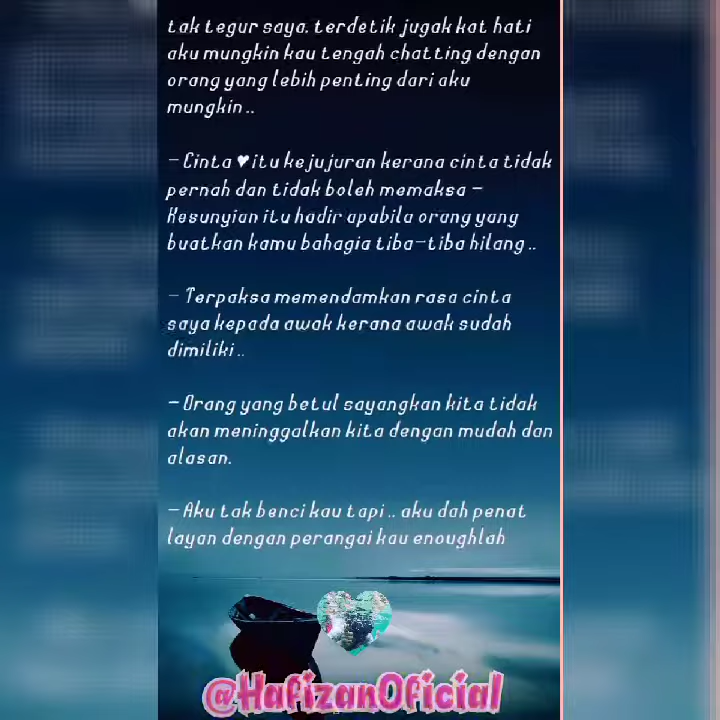 tak tegur saya. terdetik jugak kat hati
aku mungkin kau tengah chatting dengan
orang yang lebih penting dari aku
mungkin..
- Cinta ♥ itu kejujuran kerana cinta tidak
pernah dan tidak boleh memaksa -
Kesunyian itu hadir apabila orang yang
buatkan kamu bahagia tiba-tiba hilang..
- Terpaksa memendamkan rasa cinta
saya kepada awak kerana awak sudah
dimiliki..
- Orang yang betul sayangkan kita tidak
akan meninggalkan kita dengan mudah dan
alasan.
- Aku tak benci kau tapi.. aku dah penat
layan dengan perangai kau enoughlah
@HafizanOficial